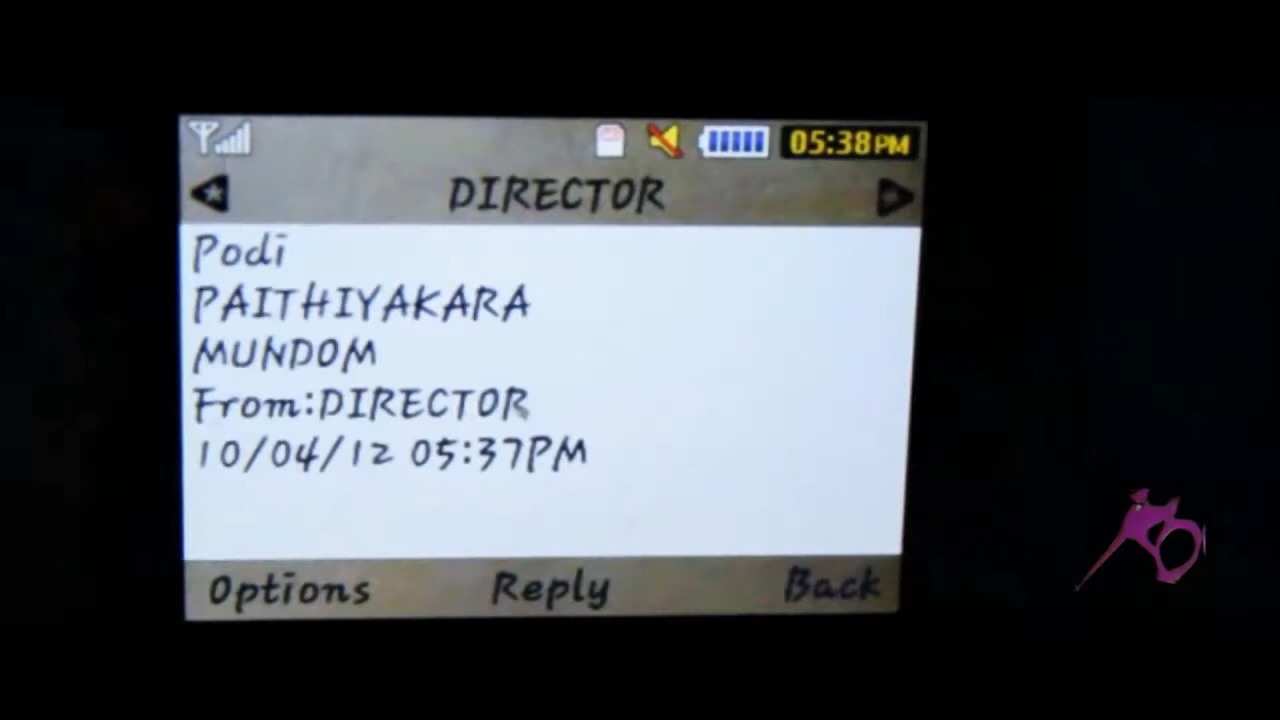 05:38PM
DIRECTOR
Podi
PAITHIYAKARA
MUNDOM
From:DIRECTOR
10/04/12 05:37PM
Options Reply Back